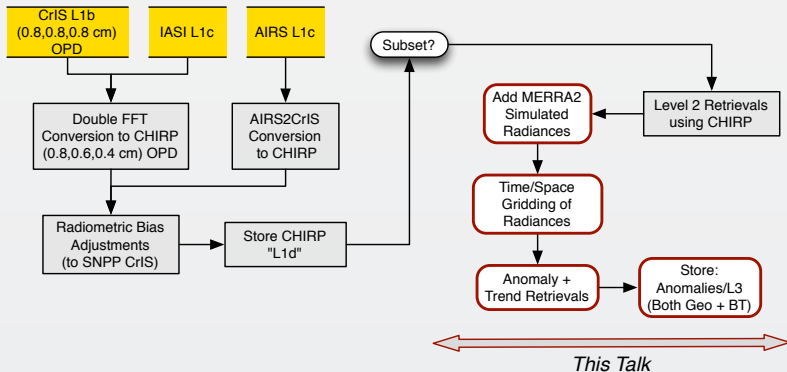 CrIS L1b
(0.8,0.8,0.8 cm)
OPD
IASI L1c
AIRS L1c
Subset?
Double FFT
Conversion to CHIRP
(0.8,0.6,0.4 cm) OPD
AIRS2CrIS
Conversion
to CHIRP
Add MERRA2
Simulated
Radiances
Level 2 Retrievals
using CHIRP
Time/Space
Gridding of
Radiances
Radiometric Bias
Adjustments
(to SNPP CrIS)
Store CHIRP
"L1d"
Anomaly +
Trend Retrievals
Store:
Anomalies/L3
(Both Geo + BT)
This Talk